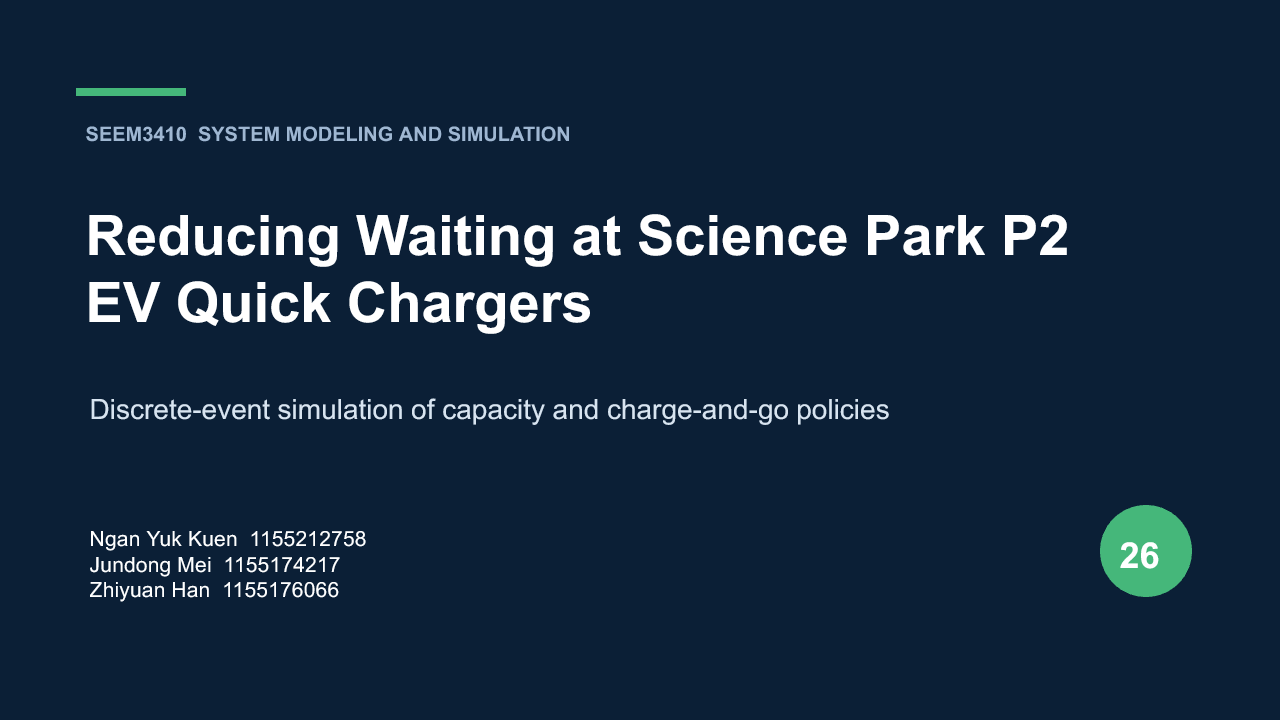 SEEM3410  SYSTEM MODELING AND SIMULATION
Reducing Waiting at Science Park P2
EV Quick Chargers
Discrete-event simulation of capacity and charge-and-go policies
Ngan Yuk Kuen  1155212758
Jundong Mei  1155174217
Zhiyuan Han  1155176066
26